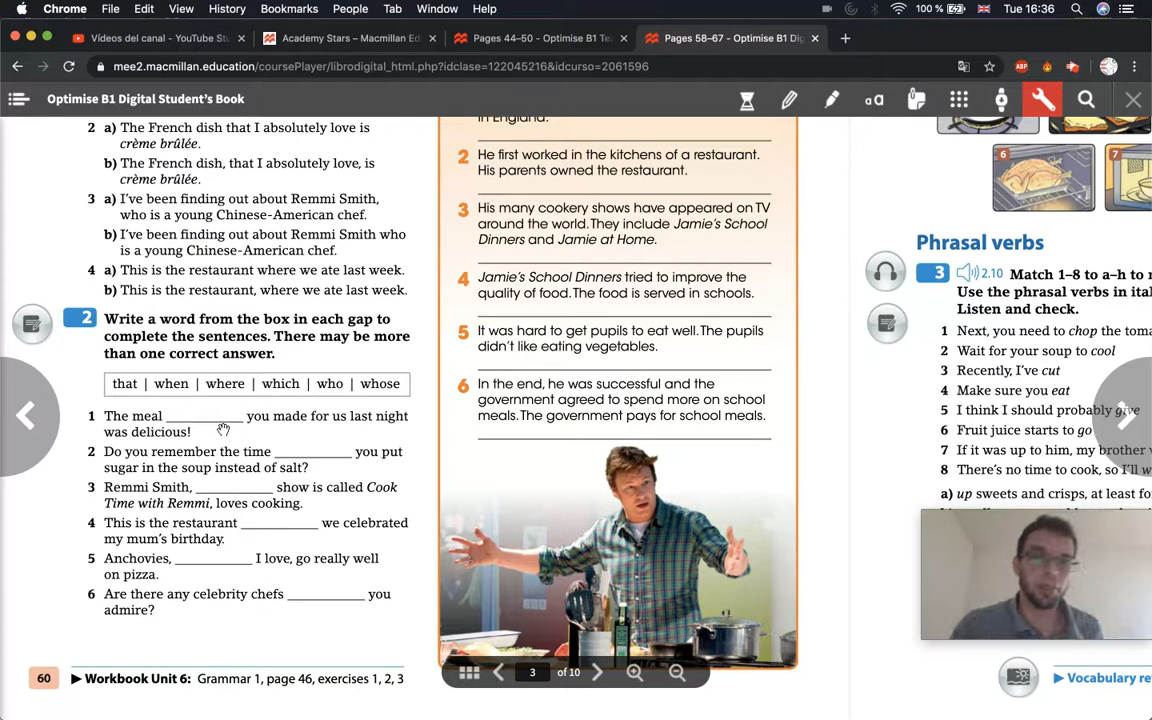 Chrome File Edit View History Bookmarks People Tab Window Help 100 % Tue 16:36
Vídeos del canal - YouTube St
Academy Stars – Macmillan Ed
Pages 44–50 - Optimise B1 Te
Pages 58–67 - Optimise B1 Dig
mee2.macmillan.education/coursePlayer/librodigital_html.php?idclase=122045216&idcurso=2061596
ABP
Optimise B1 Digital Student's Book
aa
2 a) The French dish that I absolutely love is
crème brûlée.
b) The French dish, that I absolutely love, is
crème brûlée.
3 a) I've been finding out about Remmi Smith,
who is a young Chinese-American chef.
b) I've been finding out about Remmi Smith who
is a young Chinese-American chef.
4 a) This is the restaurant where we ate last week.
b) This is the restaurant, where we ate last week.
2 Write a word from the box in each gap to
complete the sentences. There may be more
than one correct answer.
that | when | where | which | who | whose
1 The meal __________ you made for us last night
was delicious!
2 Do you remember the time __________ you put
sugar in the soup instead of salt?
3 Remmi Smith, __________ show is called Cook
Time with Remmi, loves cooking.
4 This is the restaurant __________ we celebrated
my mum's birthday.
5 Anchovies, __________ I love, go really well
on pizza.
6 Are there any celebrity chefs __________ you
admire?
60 ▶ Workbook Unit 6: Grammar 1, page 46, exercises 1, 2, 3
in England.
2 He first worked in the kitchens of a restaurant.
His parents owned the restaurant.
3 His many cookery shows have appeared on TV
around the world. They include Jamie's School
Dinners and Jamie at Home.
4 Jamie's School Dinners tried to improve the
quality of food. The food is served in schools.
5 It was hard to get pupils to eat well. The pupils
didn't like eating vegetables.
6 In the end, he was successful and the
government agreed to spend more on school
meals. The government pays for school meals.
3 of 10
6
7
Phrasal verbs
3 2.10 Match 1–8 to a–h to
Use the phrasal verbs in ital
Listen and check.
1 Next, you need to chop the toma
2 Wait for your soup to cool
3 Recently, I've cut
4 Make sure you eat
5 I think I should probably give
6 Fruit juice starts to go
7 If it was up to him, my brother
8 There's no time to cook, so I'll w
a) up sweets and crisps, at least fo
▶ Vocabulary re